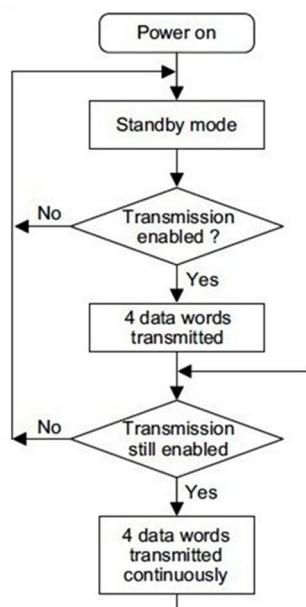 Power on
Standby mode
Transmission
enabled ?
No
Yes
4 data words
transmitted
Transmission
still enabled
No
Yes
4 data words
transmitted
continuously